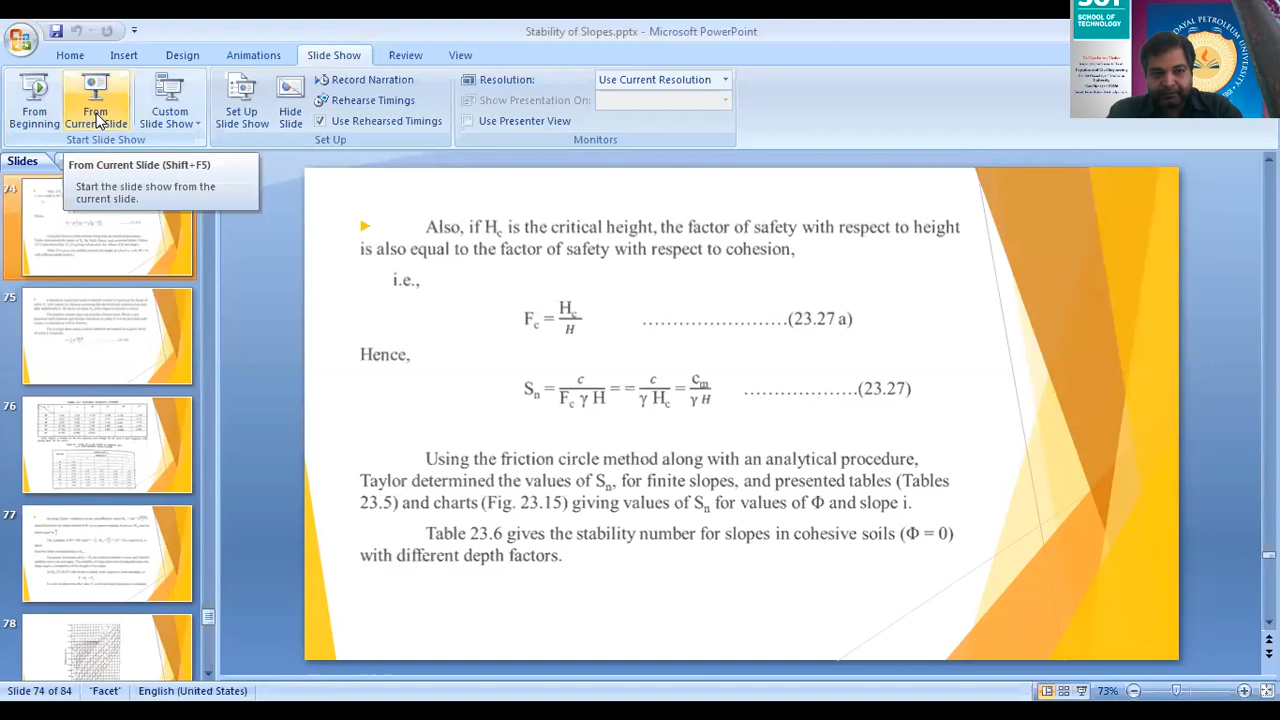 Stability of Slopes.pptx - Microsoft PowerPoint
Home Insert Design Animations Slide Show Review View
From Beginning
From Current Slide
Custom Slide Show
Start Slide Show
Set Up Slide Show
Hide Slide
Record Narration
Rehearse Timings
Use Rehearsed Timings
Set Up
Resolution: Use Current Resolution
Show Presentation On:
Use Presenter View
Monitors
SCHOOL OF
TECHNOLOGY
DAYAL PETROLEUM
From Current Slide (Shift+F5)
Start the slide show from the
current slide.
Slides
74
75
76
77
78
Also, if Hc is the critical height, the factor of safety with respect to height
is also equal to the factor of safety with respect to cohesion,
i.e.,
Fc = Hc / H ……………………(23.27 a)
Hence,
Sn = c / Fc γ H = = c / γ Hc = cm / γ H ……………….(23.27)
Using the friction circle method along with an analytical procedure,
Taylor determined the values of Sn, for finite slopes, and presented tables (Tables
23.5) and charts (Fig. 23.15) giving values of Sn for values of Φ and slope i.
Table 23.6 gives the stability number for slopes in cohesive soils (Φ = 0)
with different depth factors.
Slide 74 of 84 "Facet" English (United States) 73%